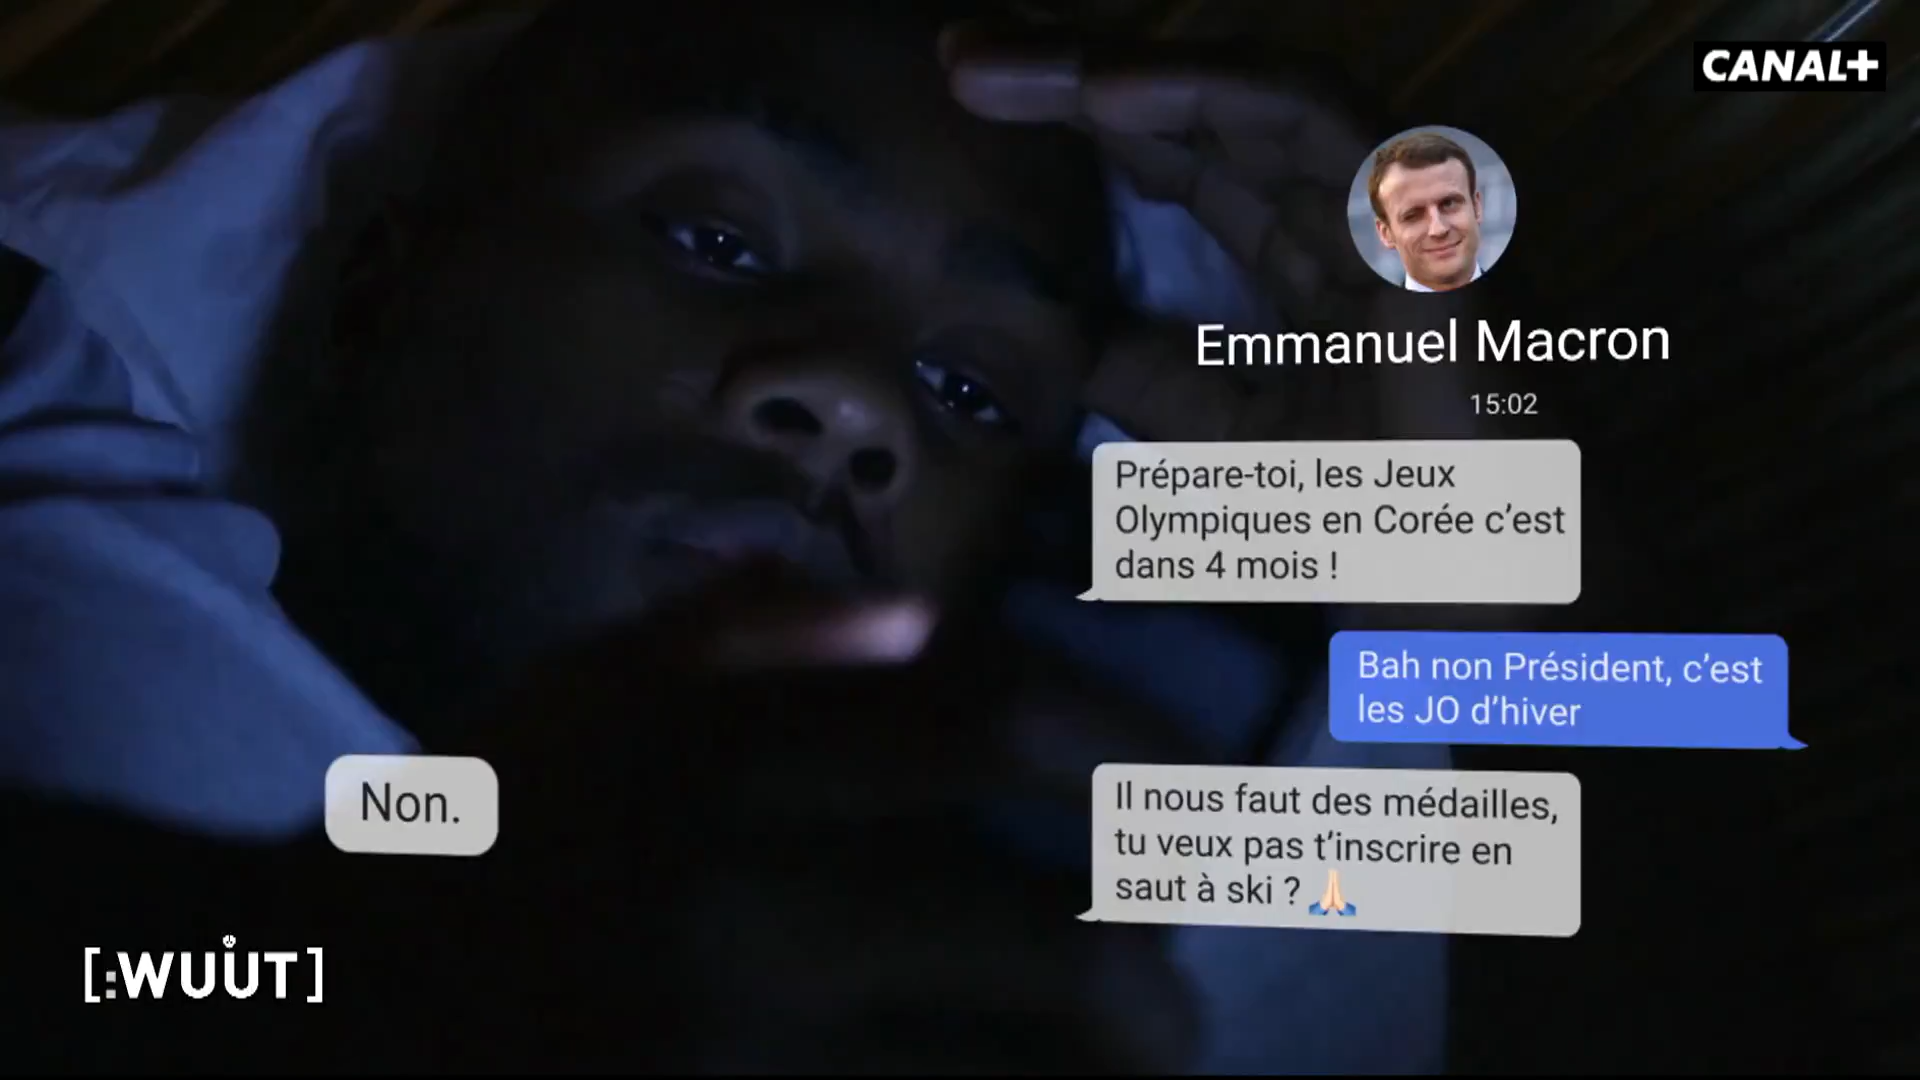 CANAL+
Emmanuel Macron
15:02
Prépare-toi, les Jeux
Olympiques en Corée c’est
dans 4 mois !
Bah non Président, c’est
les JO d’hiver
Il nous faut des médailles,
tu veux pas t’inscrire en
saut à ski ? 🙏🏻
Non.
[:WUUT]